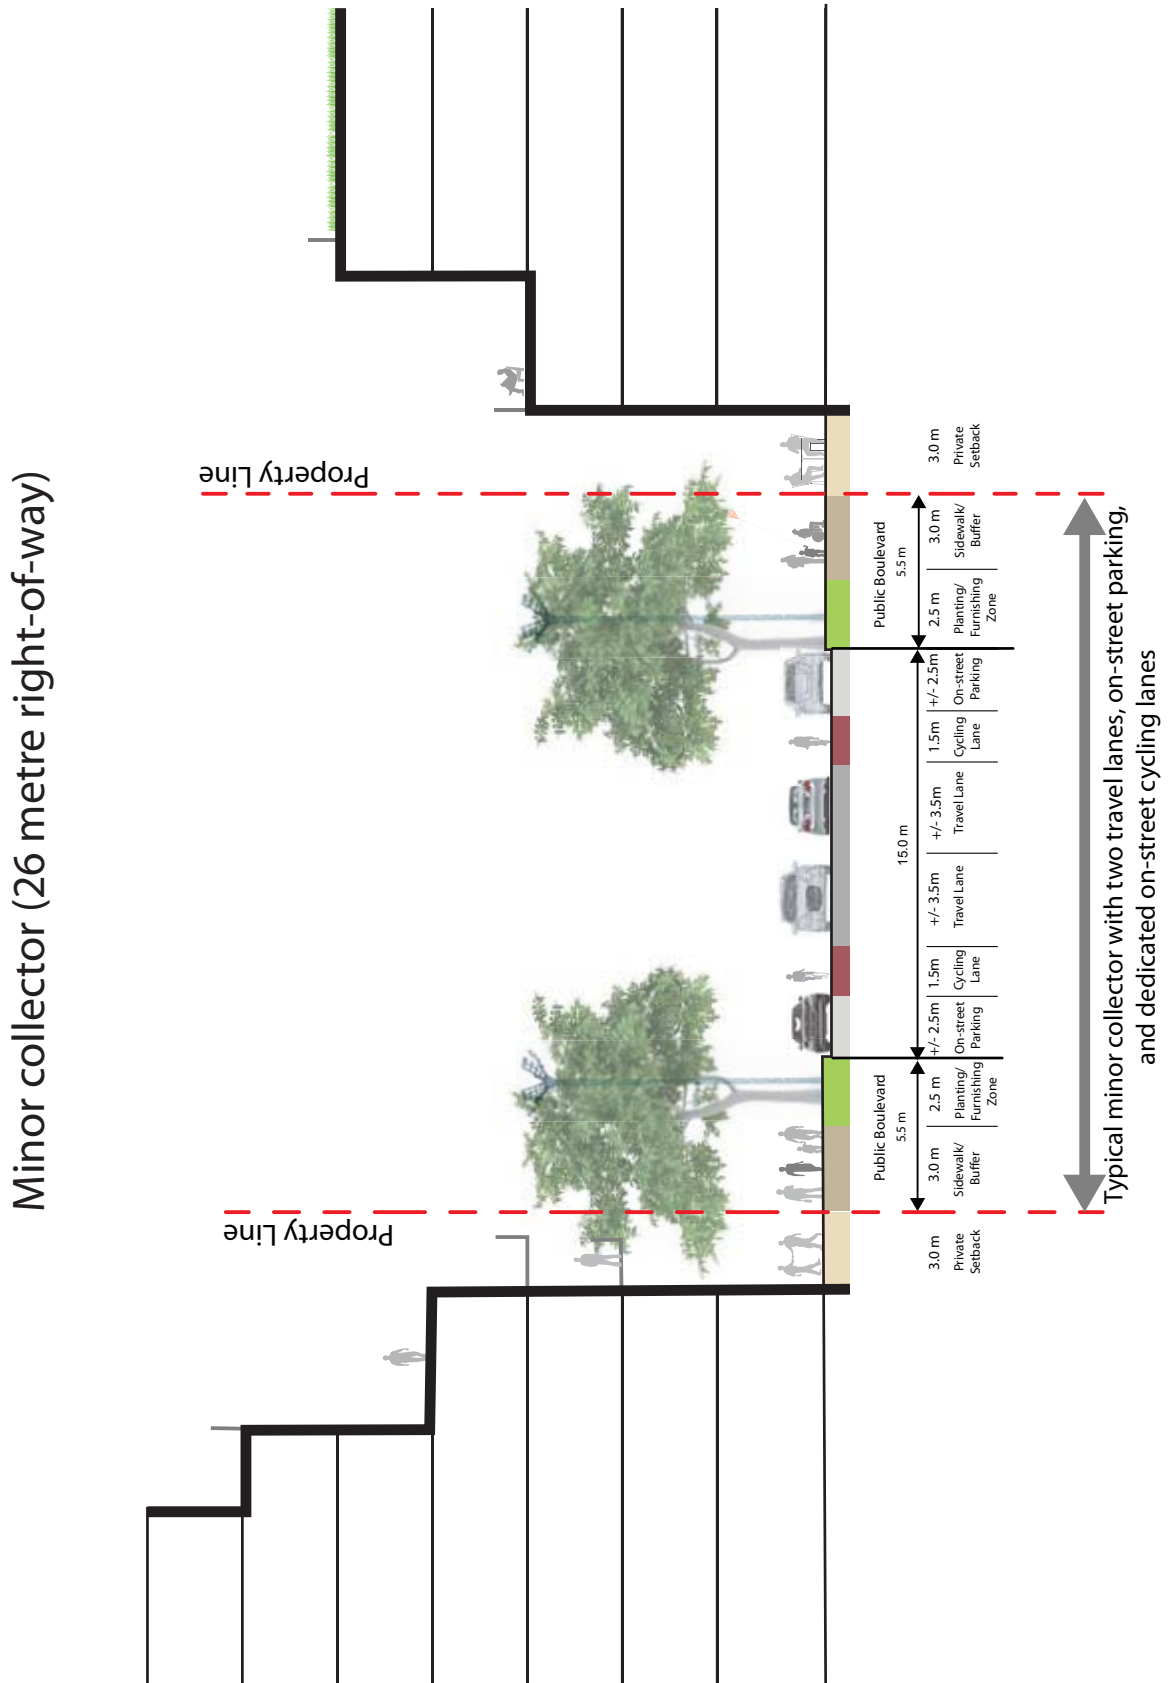 Minor collector (26 metre right-of-way)
Property Line
Property Line
Public Boulevard
5.5 m
15.0 m
Public Boulevard
5.5 m
3.0 m
Private
Setback
3.0 m
Sidewalk/
Buffer
2.5 m
Planting/
Furnishing
Zone
+/- 2.5m
On-street
Parking
1.5m
Cycling
Lane
+/- 3.5m
Travel Lane
+/- 3.5m
Travel Lane
1.5m
Cycling
Lane
+/- 2.5m
On-street
Parking
2.5 m
Planting/
Furnishing
Zone
3.0 m
Sidewalk/
Buffer
3.0 m
Private
Setback
Typical minor collector with two travel lanes, on-street parking,
and dedicated on-street cycling lanes